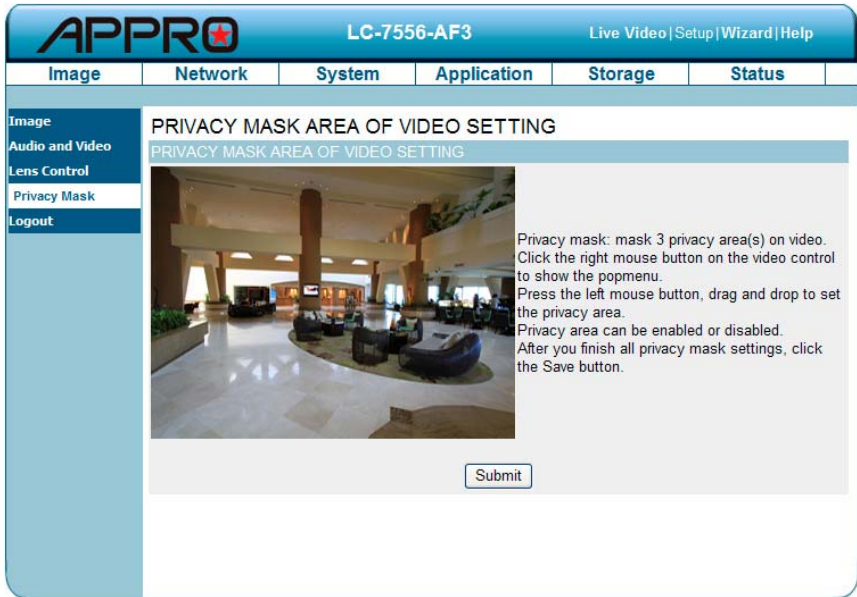 APPRO
LC-7556-AF3
Live Video|Setup|Wizard|Help
Image Network System Application Storage Status
Image
Audio and Video
Lens Control
Privacy Mask
Logout
PRIVACY MASK AREA OF VIDEO SETTING
PRIVACY MASK AREA OF VIDEO SETTING
Privacy mask: mask 3 privacy area(s) on video.
Click the right mouse button on the video control
to show the popmenu.
Press the left mouse button, drag and drop to set
the privacy area.
Privacy area can be enabled or disabled.
After you finish all privacy mask settings, click
the Save button.
Submit